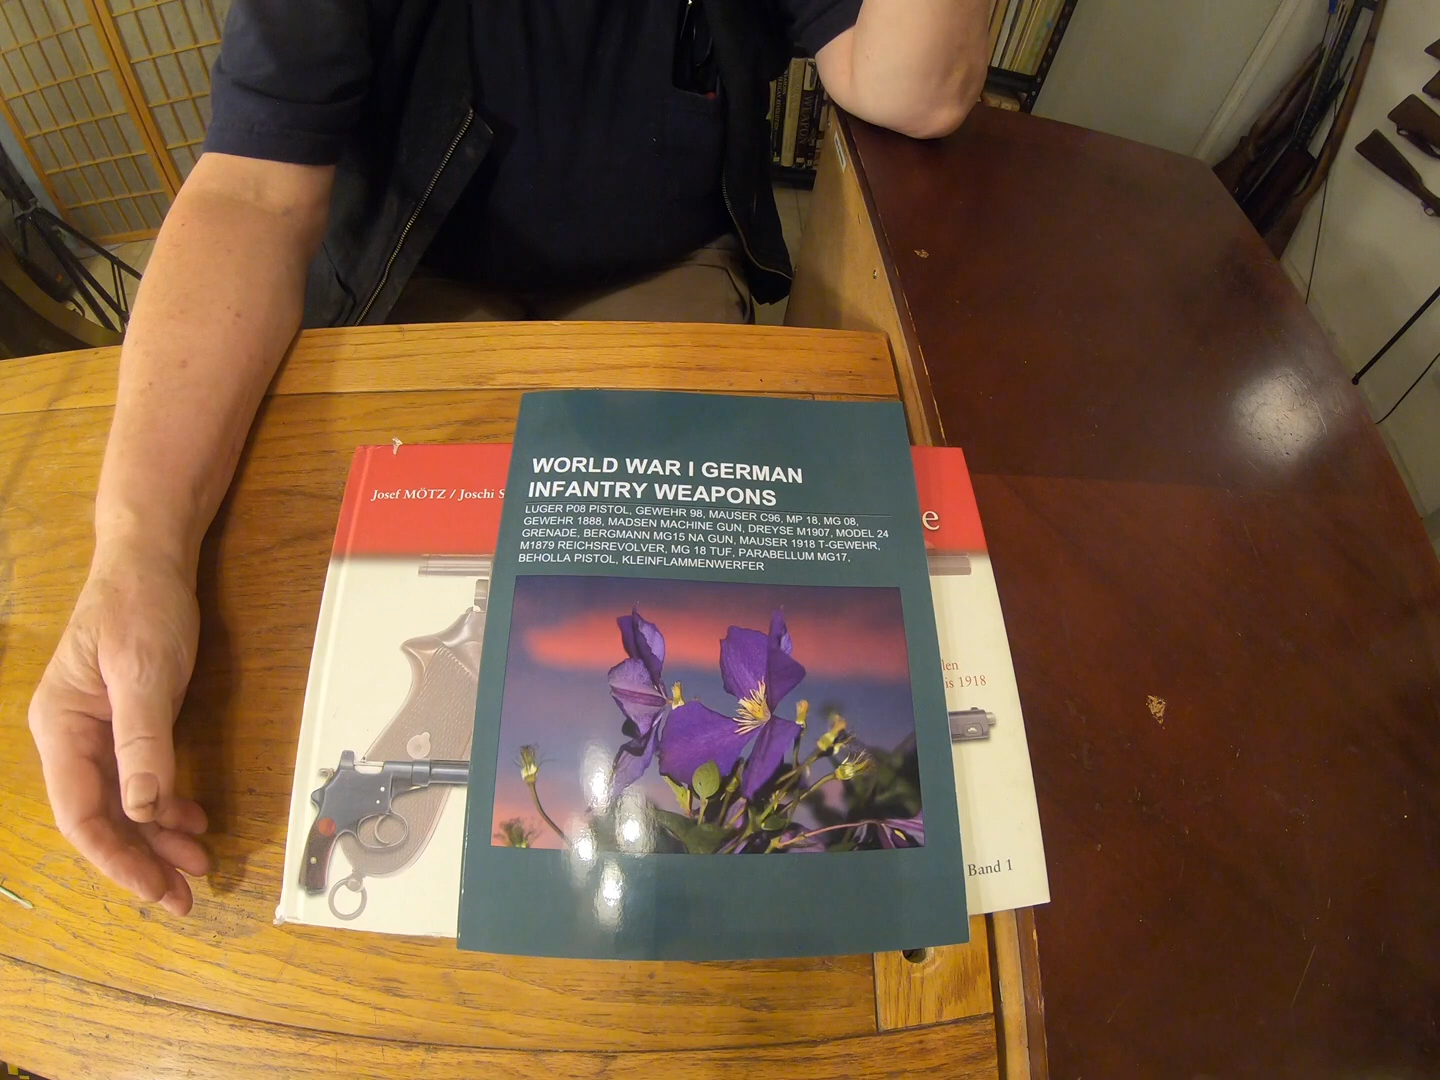 WORLD WAR I GERMAN
INFANTRY WEAPONS
LUGER P08 PISTOL, GEWEHR 98, MAUSER C96, MP 18, MG 08,
GEWEHR 1888, MADSEN MACHINE GUN, DREYSE M1907, MODEL 24
GRENADE, BERGMANN MG15 NA GUN, MAUSER 1918 T-GEWEHR,
M1879 REICHSREVOLVER, MG 18 TUF, PARABELLUM MG17,
BEHOLLA PISTOL, KLEINFLAMMENWERFER
Josef MÖTZ / Joschi S
e
len
is 1918
Band 1